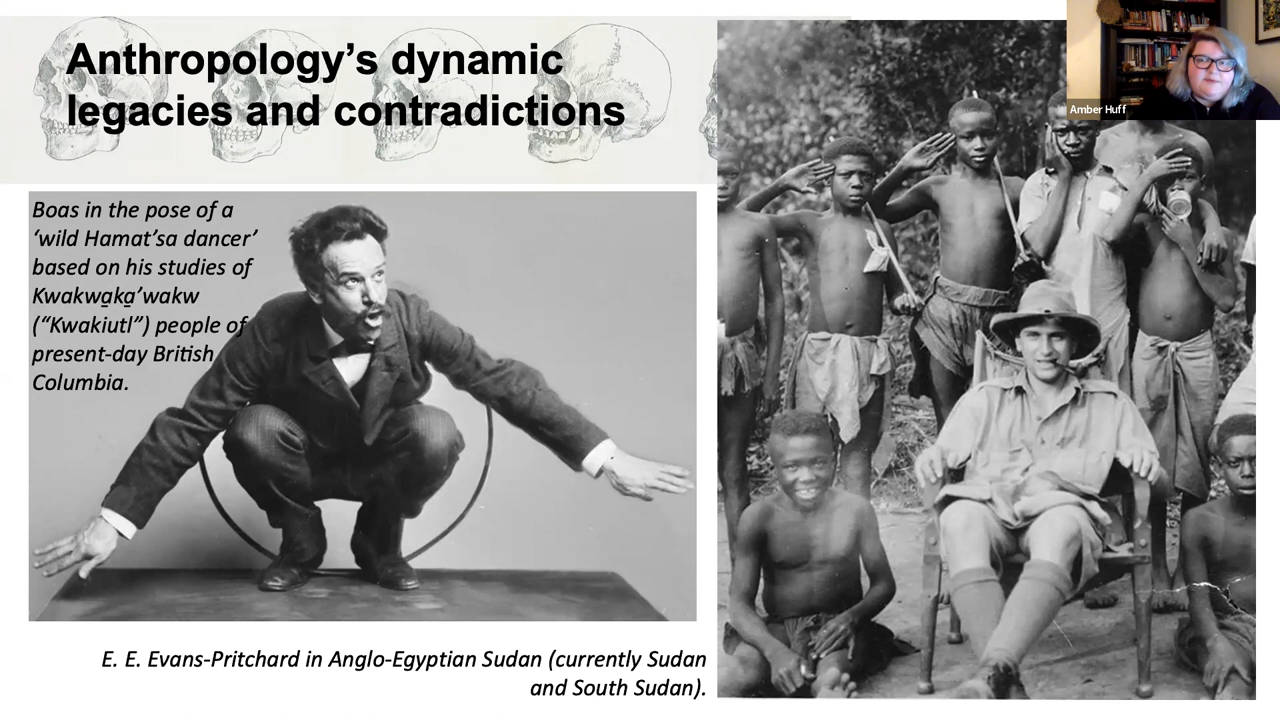 Anthropology’s dynamic
legacies and contradictions
Amber Huff
Boas in the pose of a
‘wild Hamat’sa dancer’
based on his studies of
Kwakwa̱ka̱’wakw
(“Kwakiutl”) people of
present-day British
Columbia.
E. E. Evans-Pritchard in Anglo-Egyptian Sudan (currently Sudan
and South Sudan).